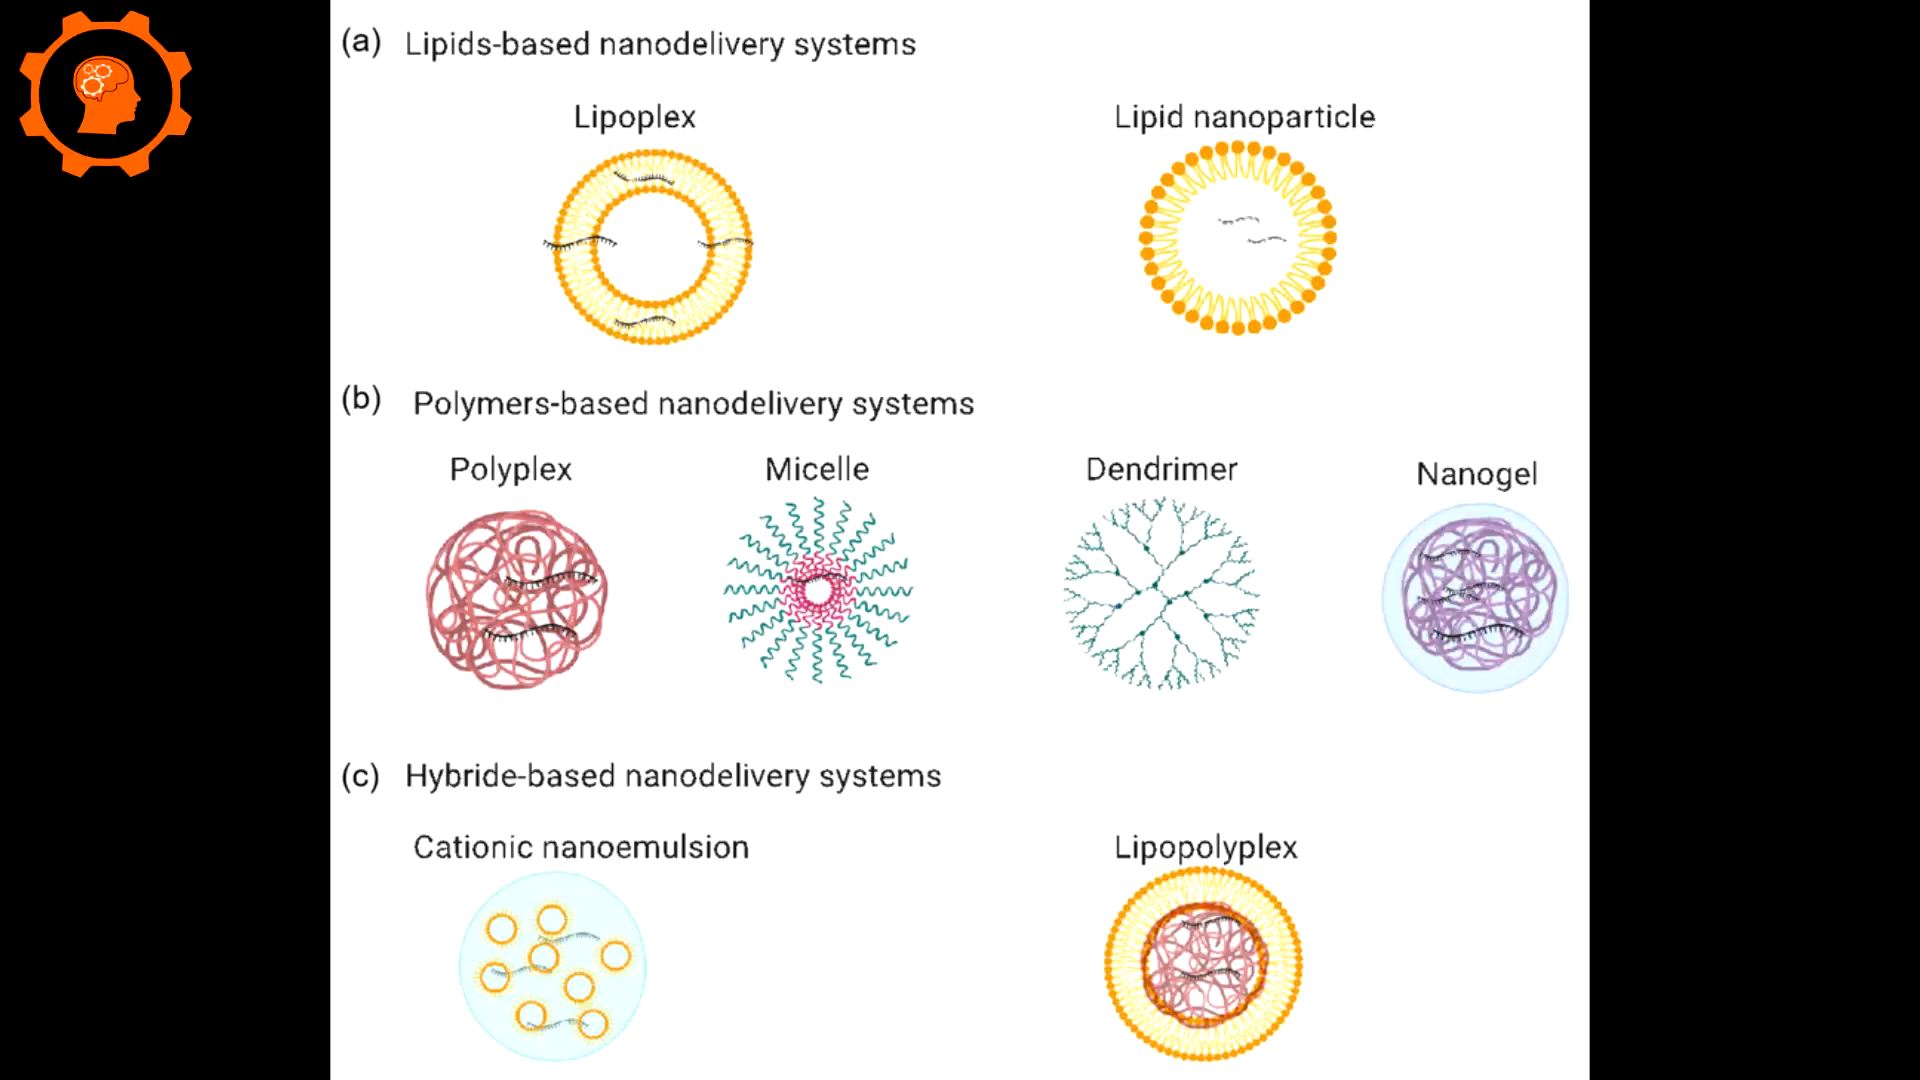 (a) Lipids-based nanodelivery systems
Lipoplex
Lipid nanoparticle
(b) Polymers-based nanodelivery systems
Polyplex
Micelle
Dendrimer
Nanogel
(c) Hybride-based nanodelivery systems
Cationic nanoemulsion
Lipopolyplex